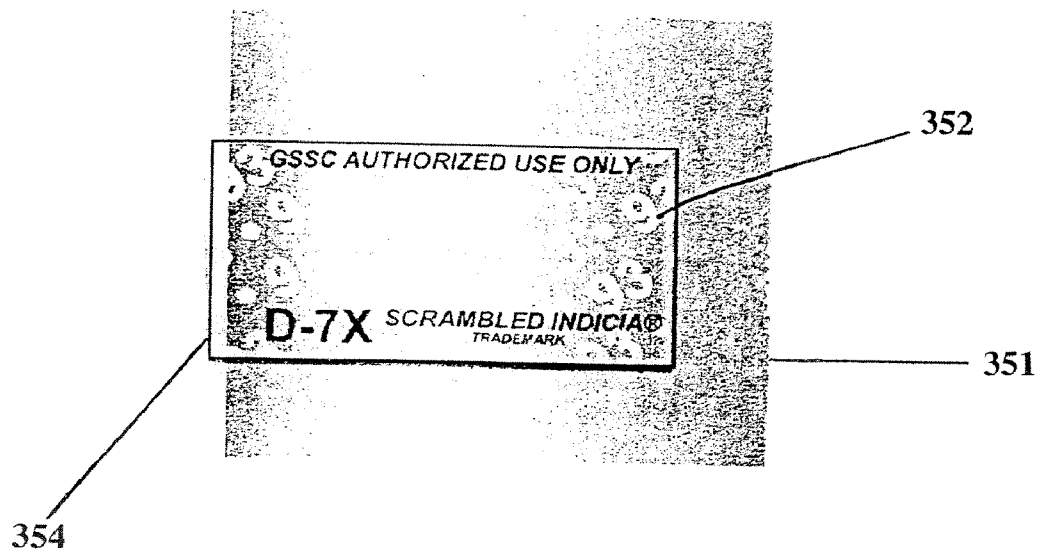 352
GSSC AUTHORIZED USE ONLY
D-7X SCRAMBLED INDICIA®
TRADEMARK
351
354